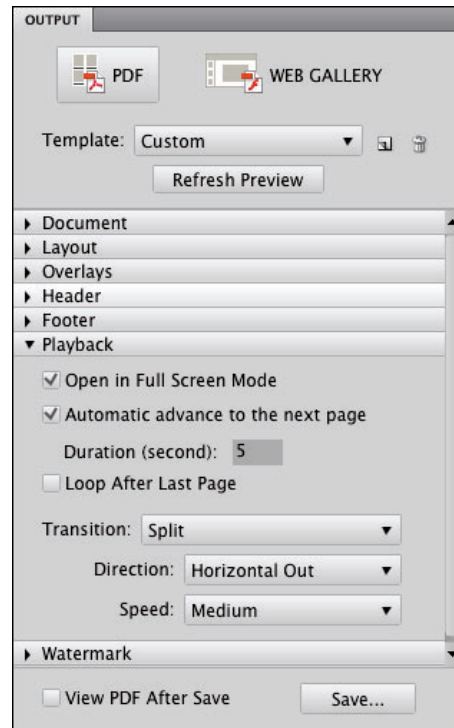 OUTPUT
PDF
WEB GALLERY
Template: Custom
Refresh Preview
Document
Layout
Overlays
Header
Footer
Playback
Open in Full Screen Mode
Automatic advance to the next page
Duration (second): 5
Loop After Last Page
Transition: Split
Direction: Horizontal Out
Speed: Medium
Watermark
View PDF After Save
Save...